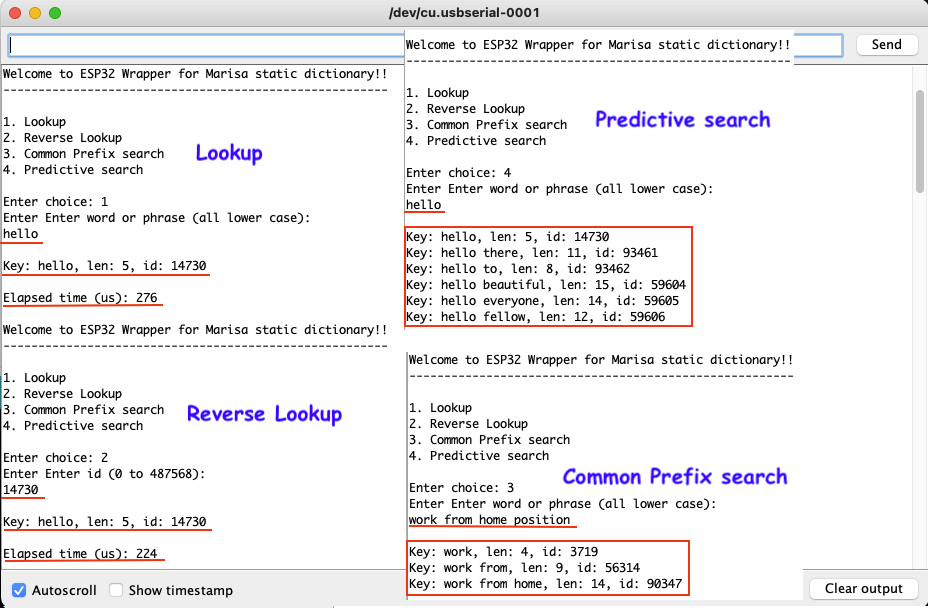 /dev/cu.usbserial-0001
Send
Welcome to ESP32 Wrapper for Marisa static dictionary!!
-------------------------------------------------------
1. Lookup
2. Reverse Lookup
3. Common Prefix search
4. Predictive search
Lookup
Enter choice: 1
Enter Enter word or phrase (all lower case):
hello
Key: hello, len: 5, id: 14730
Elapsed time (us): 276
Welcome to ESP32 Wrapper for Marisa static dictionary!!
-------------------------------------------------------
1. Lookup
2. Reverse Lookup
3. Common Prefix search
4. Predictive search
Reverse Lookup
Enter choice: 2
Enter Enter id (0 to 487568):
14730
Key: hello, len: 5, id: 14730
Elapsed time (us): 224
Welcome to ESP32 Wrapper for Marisa static dictionary!!
-------------------------------------------------------
1. Lookup
2. Reverse Lookup
3. Common Prefix search
4. Predictive search
Predictive search
Enter choice: 4
Enter Enter word or phrase (all lower case):
hello
Key: hello, len: 5, id: 14730
Key: hello there, len: 11, id: 93461
Key: hello to, len: 8, id: 93462
Key: hello beautiful, len: 15, id: 59604
Key: hello everyone, len: 14, id: 59605
Key: hello fellow, len: 12, id: 59606
Welcome to ESP32 Wrapper for Marisa static dictionary!!
-------------------------------------------------------
1. Lookup
2. Reverse Lookup
3. Common Prefix search
4. Predictive search
Common Prefix search
Enter choice: 3
Enter Enter word or phrase (all lower case):
work from home position
Key: work, len: 4, id: 3719
Key: work from, len: 9, id: 56314
Key: work from home, len: 14, id: 90347
Autoscroll
Show timestamp
Clear output